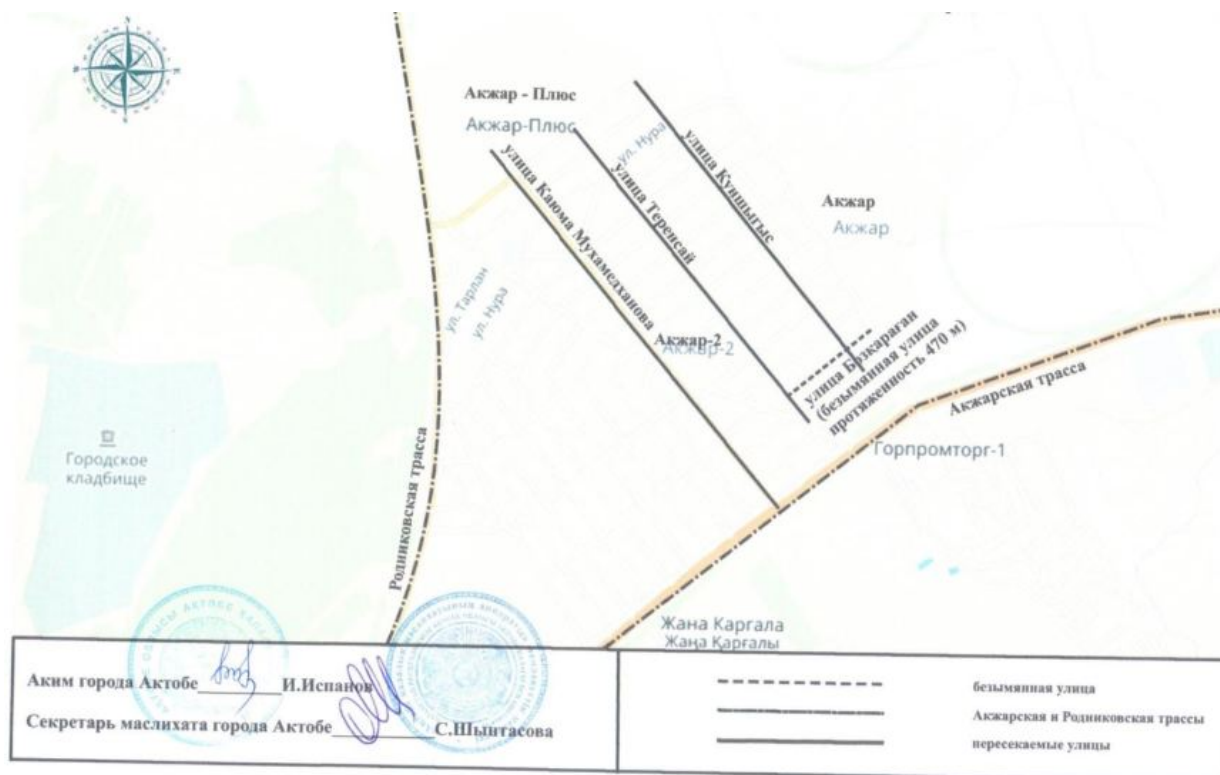 N
Акжар - Плюс
Акжар-Плюс
ул. Нура
улица Куншыгыс
улица Теренсай
улица Каюма Мухамедханова
Акжар
Акжар
ул. Тарлан
ул. Нура
Акжар-2
Акжар-2
улица Бозкараған
(безымянная улица
протяженность 470 м)
Акжарская трасса
Горпромторг-1
Городское
кладбище
Родниковская трасса
Жана Каргала
Жаңа Қарғалы
Аким города Актобе И.Испанов
Секретарь маслихата города Актобе С.Шынтасова
безымянная улица
Акжарская и Родниковская трассы
пересекаемые улицы